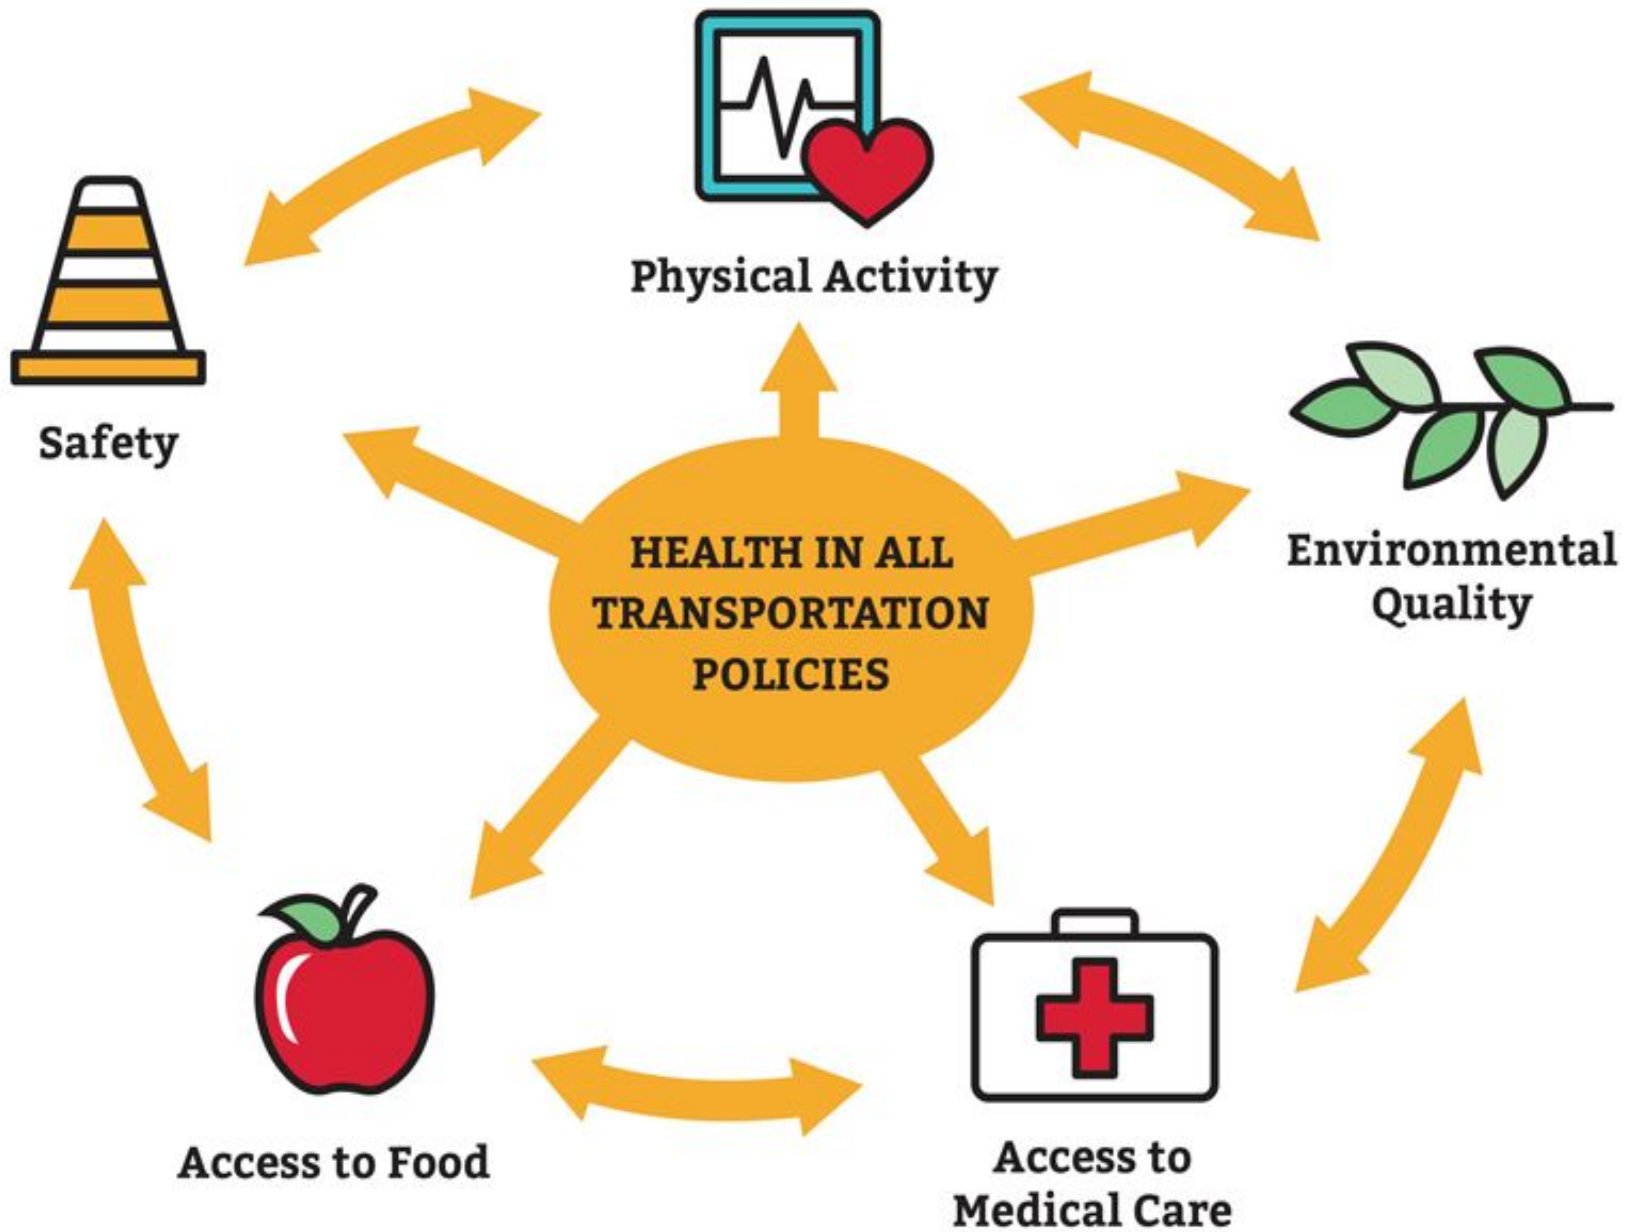 Physical Activity
Safety
Environmental
Quality
HEALTH IN ALL
TRANSPORTATION
POLICIES
Access to Food
Access to
Medical Care